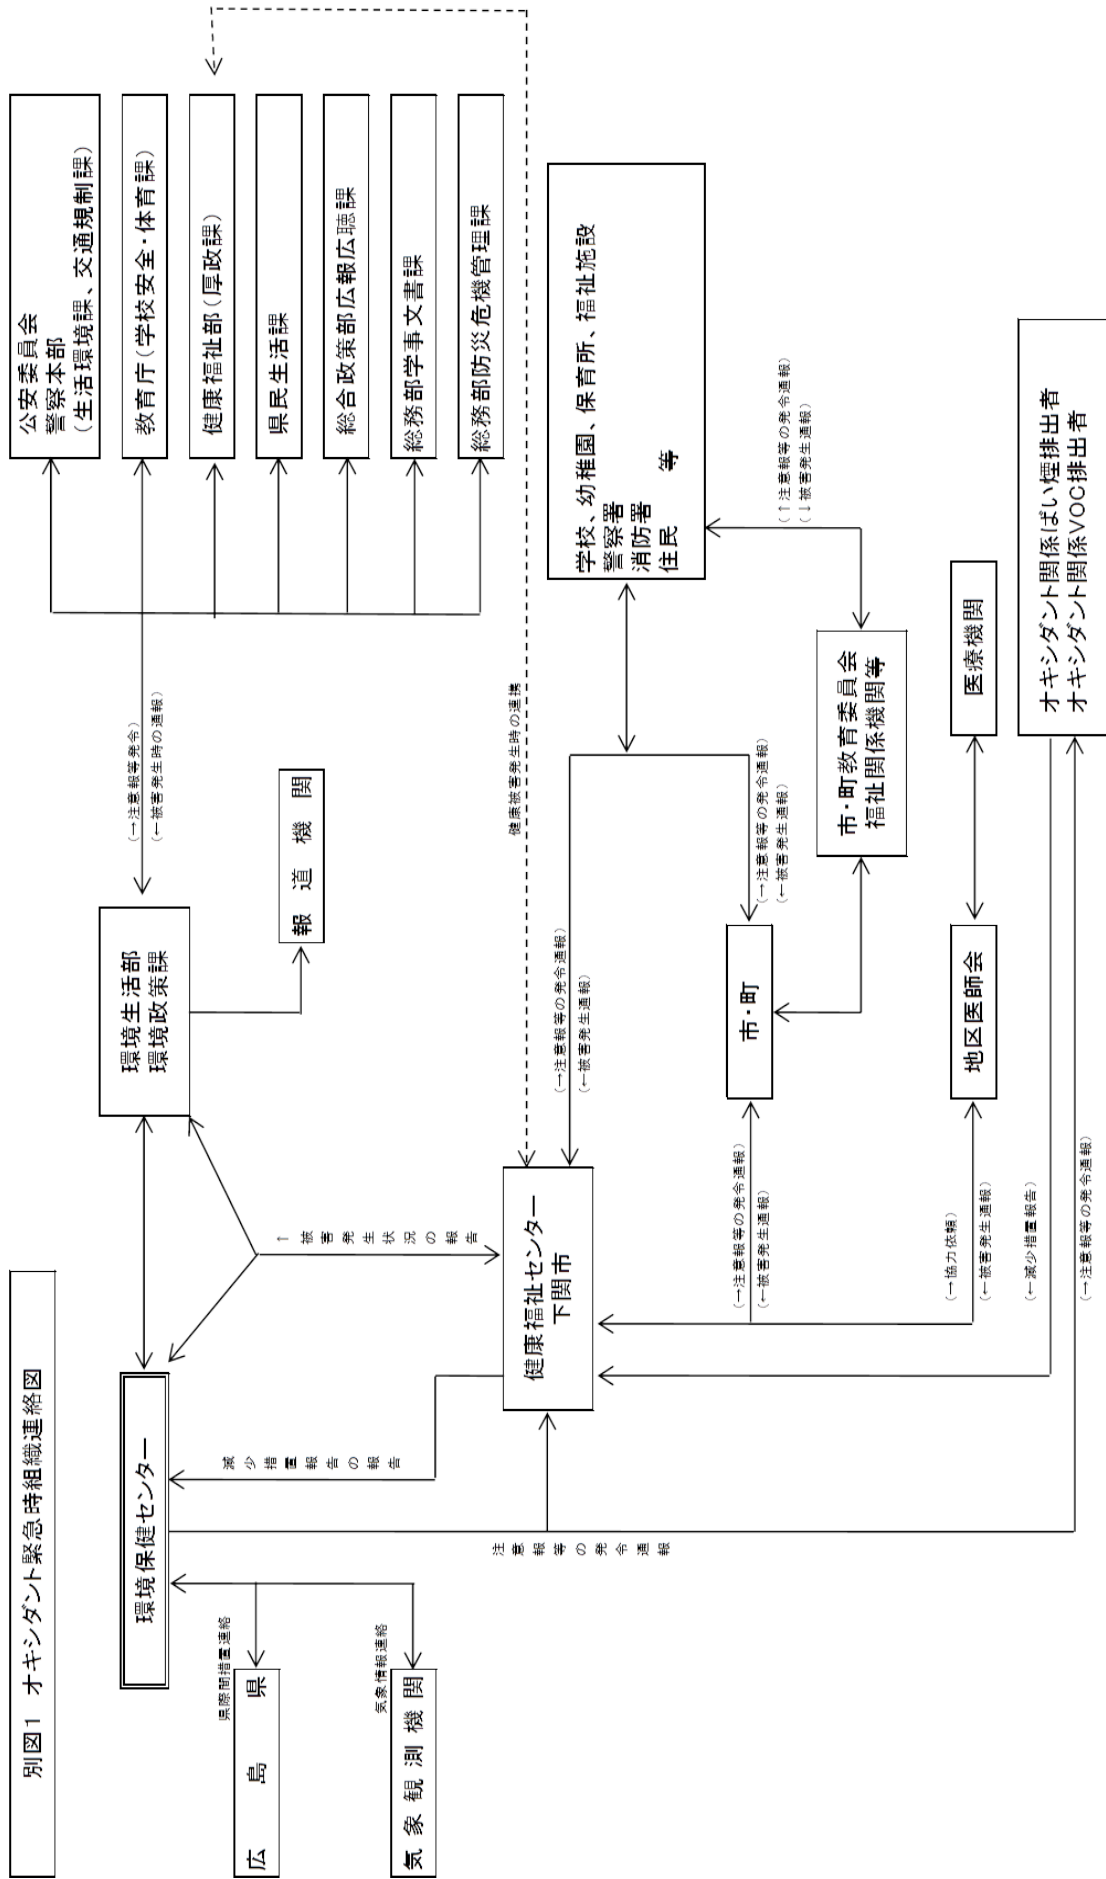 別図1 オキシダント緊急時組織連絡図
環境保健センター
広島県
県際間措置連絡
気象観測機関
気象情報連絡
減少措置報告の報告
注意報等の発令通報
環境生活部
環境政策課
報道機関
↑被害発生状況の報告
(→注意報等発令)
(←被害発生時の通報)
公安委員会
警察本部
(生活環境課、交通規制課)
教育庁(学校安全・体育課)
健康福祉部(厚政課)
県民生活課
総合政策部広報広聴課
総務部学事文書課
総務部防災危機管理課
健康被害発生時の連携
健康福祉センター
下関市
(→注意報等の発令通報)
(←被害発生通報)
学校、幼稚園、保育所、福祉施設
警察署
消防署
住民 等
(→注意報等の発令通報)
(←被害発生通報)
市・町
(→注意報等の発令通報)
(←被害発生通報)
市・町教育委員会
福祉関係機関等
(↑注意報等の発令通報)
(↓被害発生通報)
(→協力依頼)
(←被害発生通報)
地区医師会
医療機関
(←減少措置報告)
(→注意報等の発令通報)
オキシダント関係ばい煙排出者
オキシダント関係VOC排出者